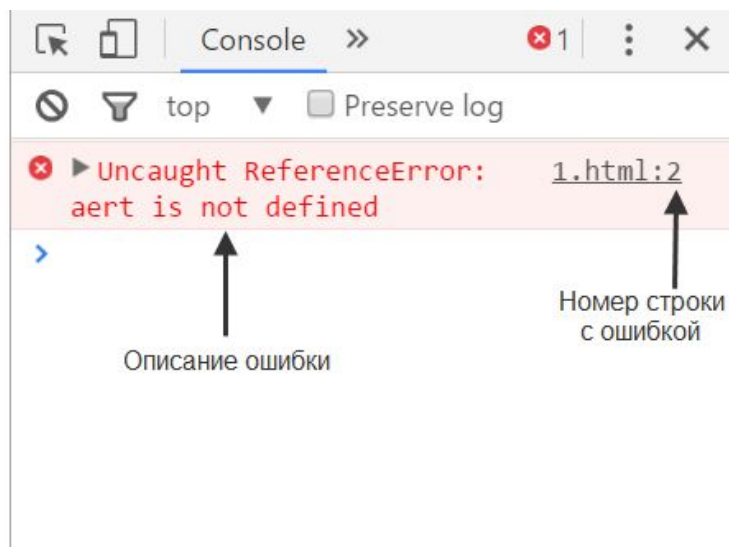 Console » 1
top Preserve log
Uncaught ReferenceError: 1.html:2
aert is not defined
Номер строки
с ошибкой
Описание ошибки